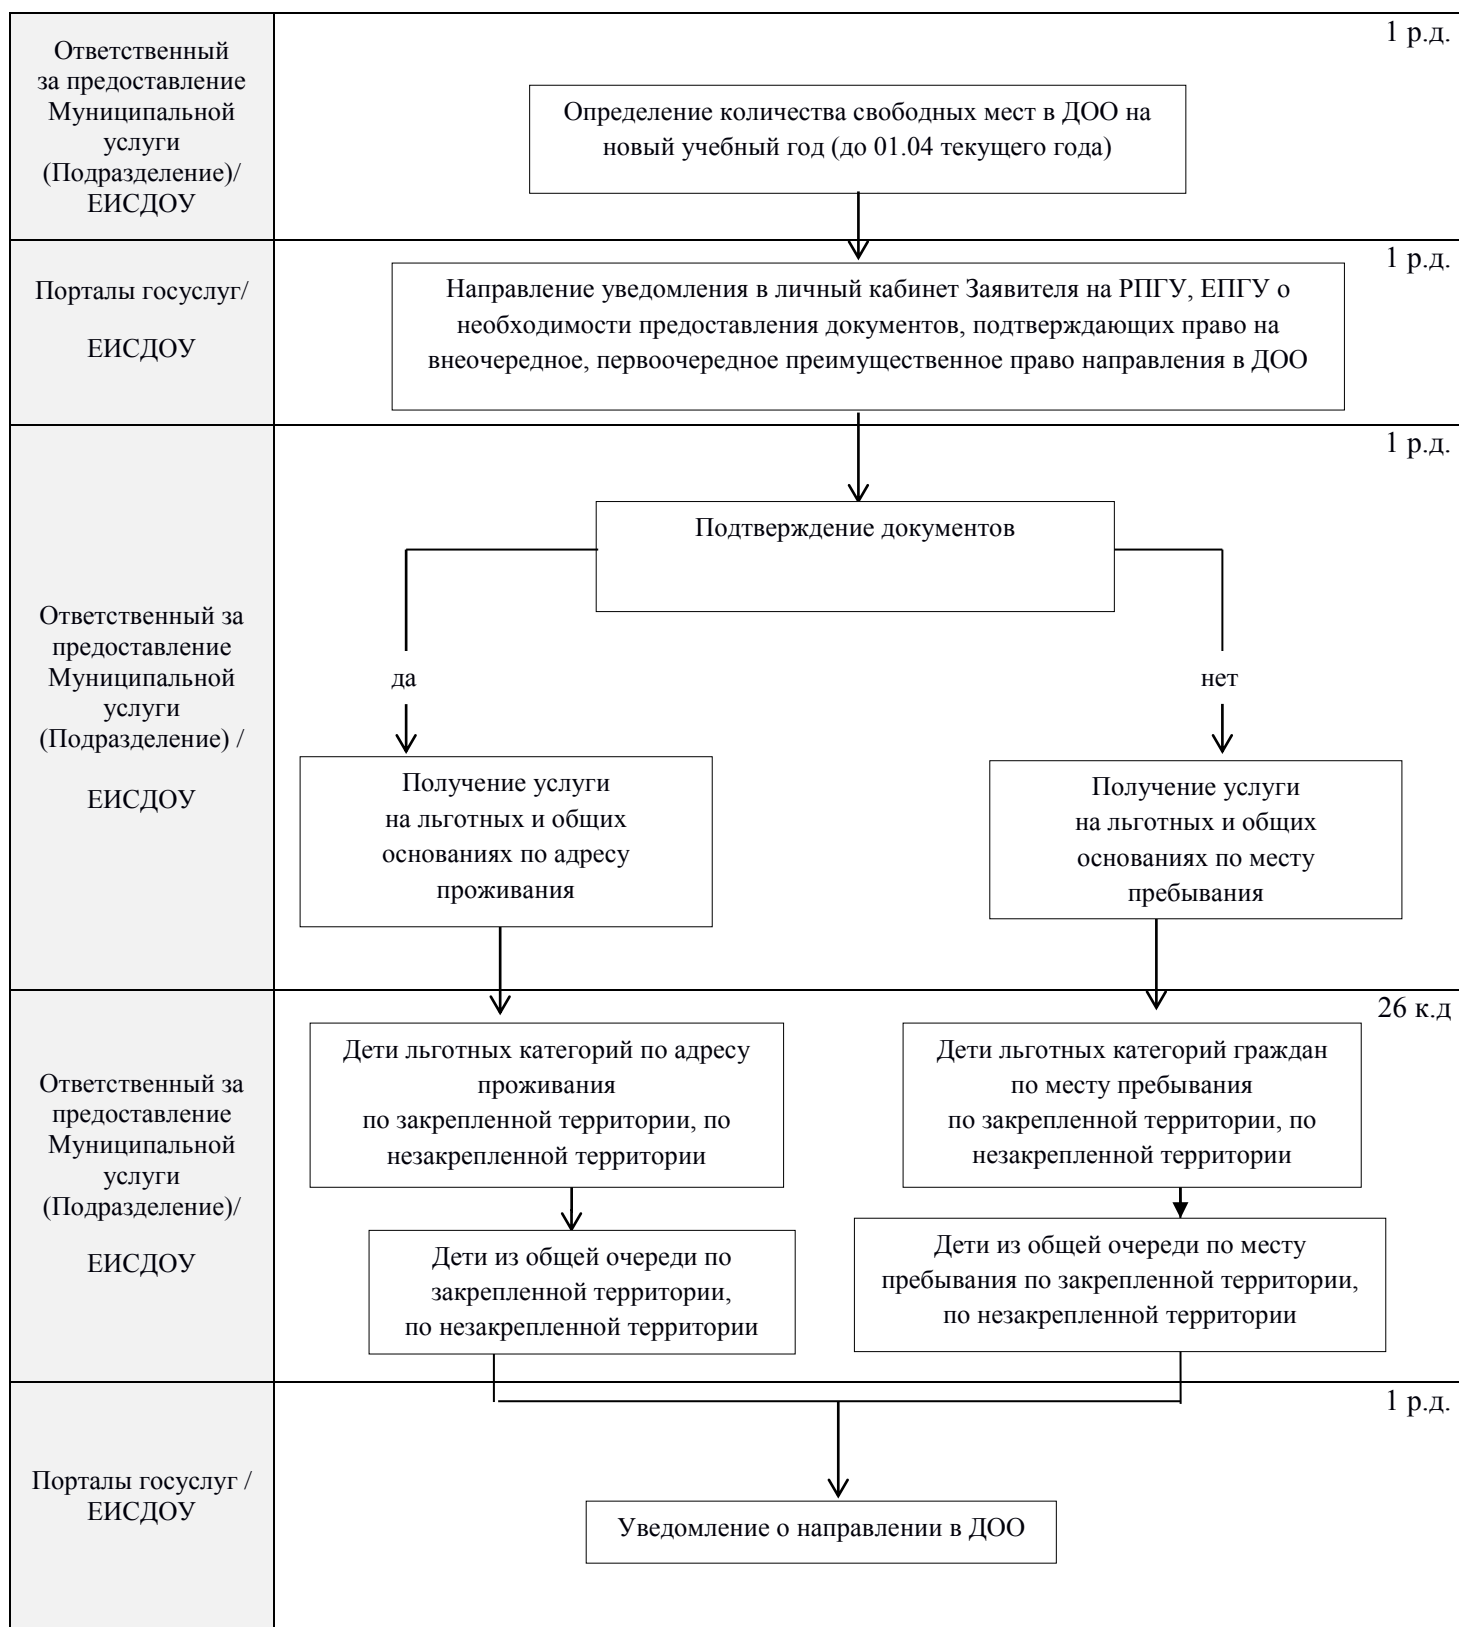 1 р.д.
Ответственный
за предоставление
Муниципальной
услуги
(Подразделение)/
ЕИСДОУ
Определение количества свободных мест в ДОО на
новый учебный год (до 01.04 текущего года)
1 р.д.
Порталы госуслуг/
ЕИСДОУ
Направление уведомления в личный кабинет Заявителя на РПГУ, ЕПГУ о
необходимости предоставления документов, подтверждающих право на
внеочередное, первоочередное преимущественное право направления в ДОО
1 р.д.
Ответственный за
предоставление
Муниципальной
услуги
(Подразделение) /
ЕИСДОУ
Подтверждение документов
да
нет
Получение услуги
на льготных и общих
основаниях по адресу
проживания
Получение услуги
на льготных и общих
основаниях по месту
пребывания
26 к.д
Ответственный за
предоставление
Муниципальной
услуги
(Подразделение)/
ЕИСДОУ
Дети льготных категорий по адресу
проживания
по закрепленной территории, по
незакрепленной территории
Дети льготных категорий граждан
по месту пребывания
по закрепленной территории, по
незакрепленной территории
Дети из общей очереди по
закрепленной территории,
по незакрепленной территории
Дети из общей очереди по месту
пребывания по закрепленной территории,
по незакрепленной территории
1 р.д.
Порталы госуслуг /
ЕИСДОУ
Уведомление о направлении в ДОО